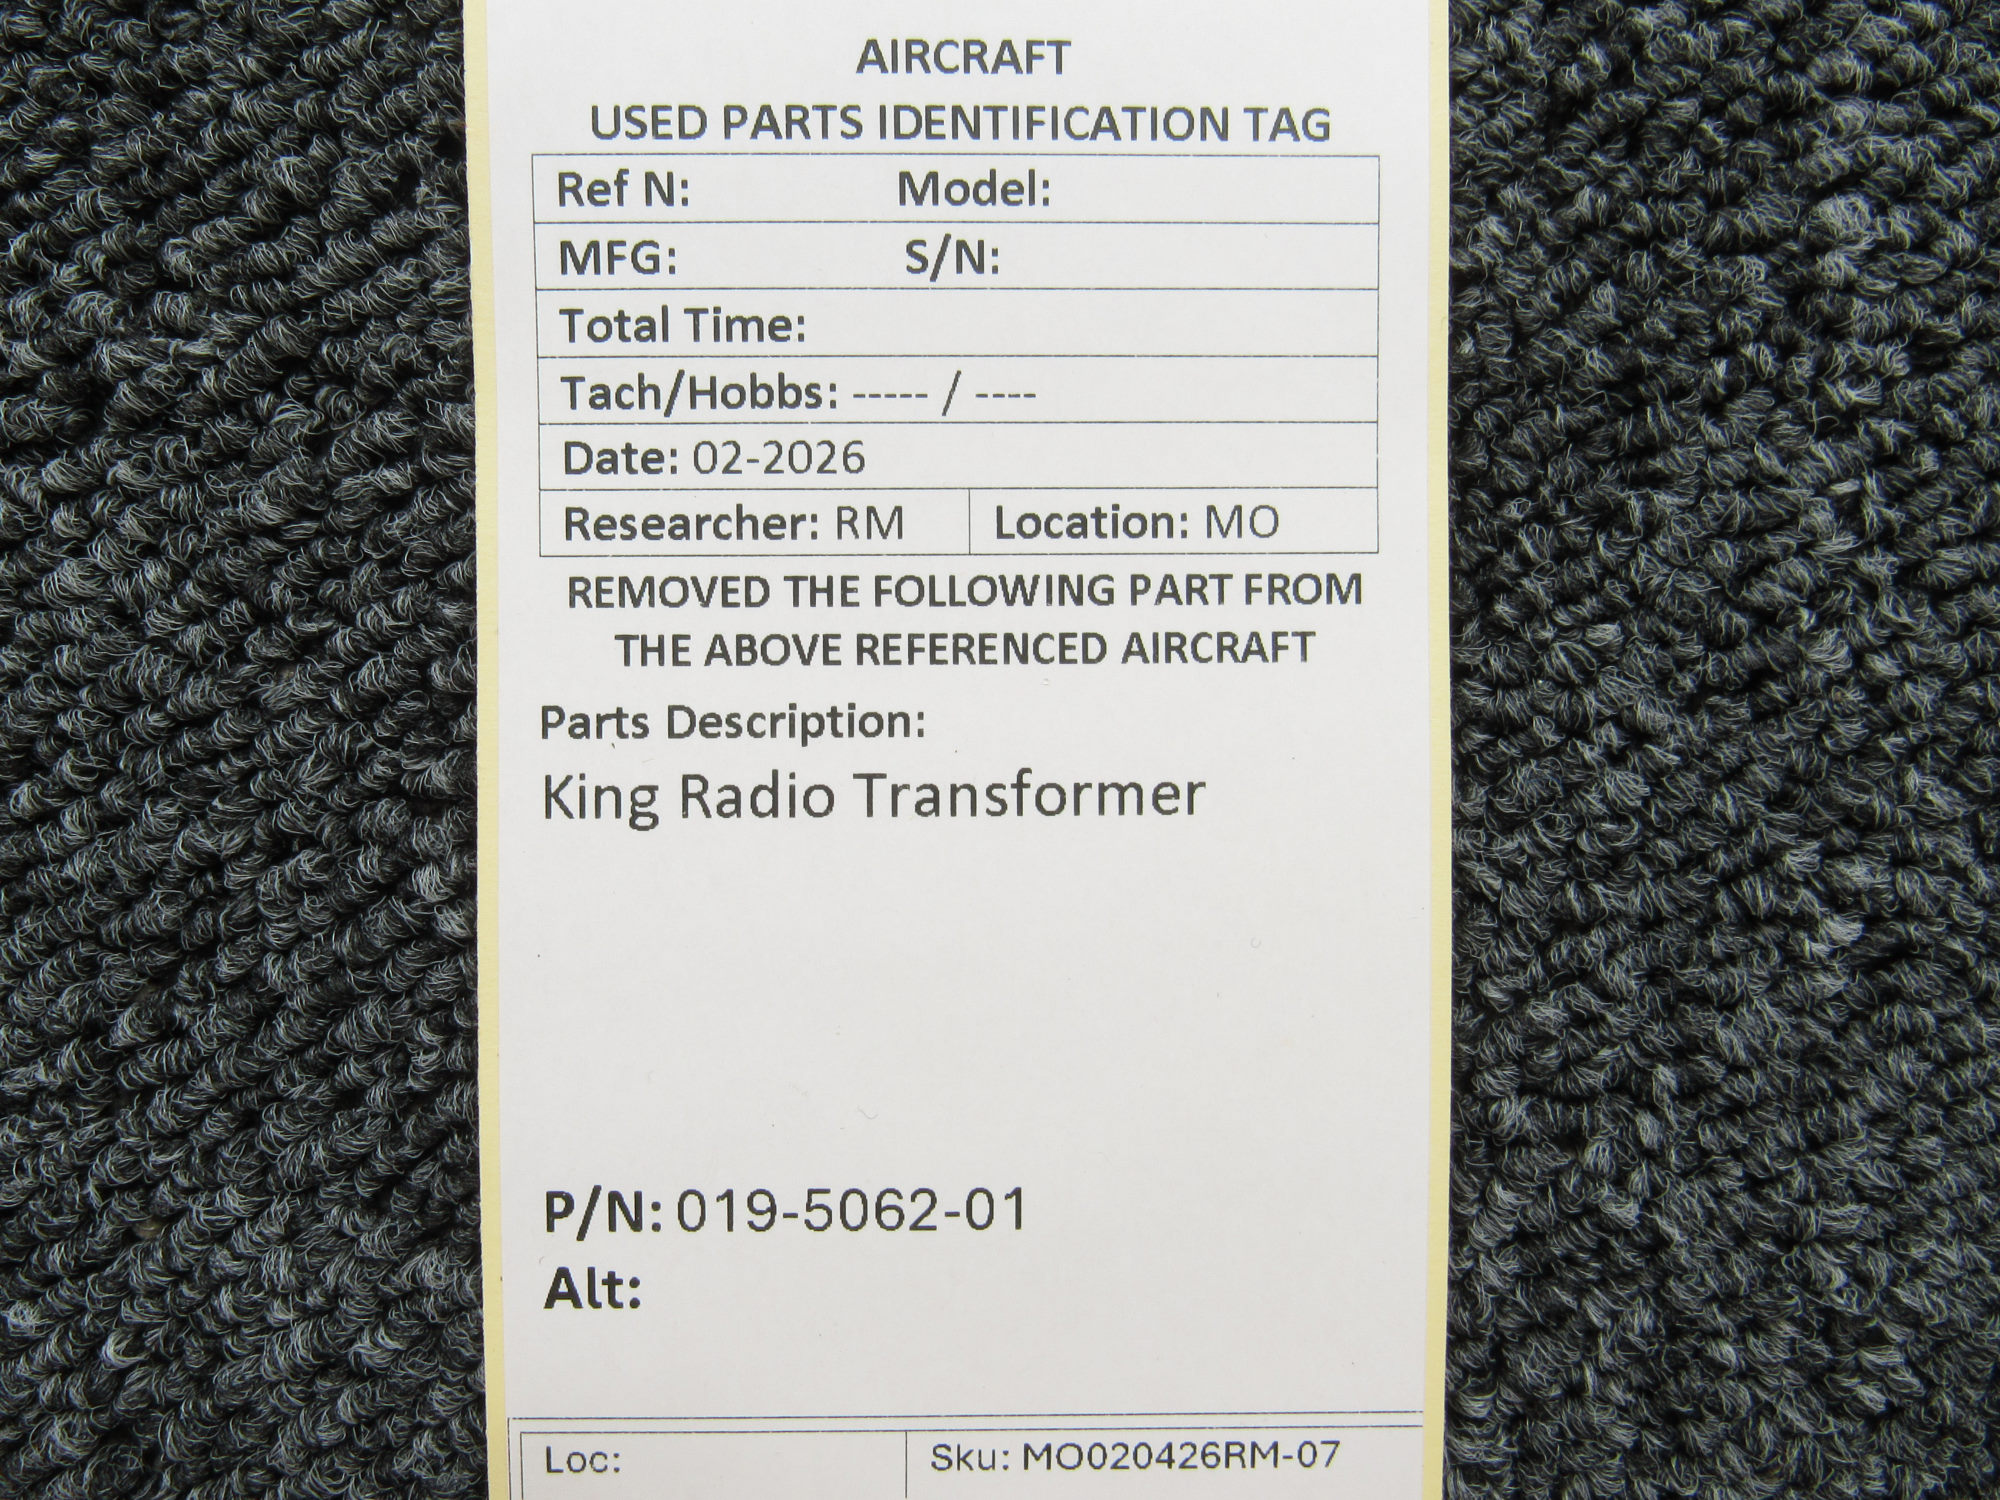 AIRCRAFT
USED PARTS IDENTIFICATION TAG
Ref N: Model:
MFG: S/N:
Total Time:
Tach/Hobbs: ----- / ----
Date: 02-2026
Researcher: RM Location: MO
REMOVED THE FOLLOWING PART FROM
THE ABOVE REFERENCED AIRCRAFT
Parts Description:
King Radio Transformer
P/N: 019-5062-01
Alt:
Loc: Sku: MO020426RM-07